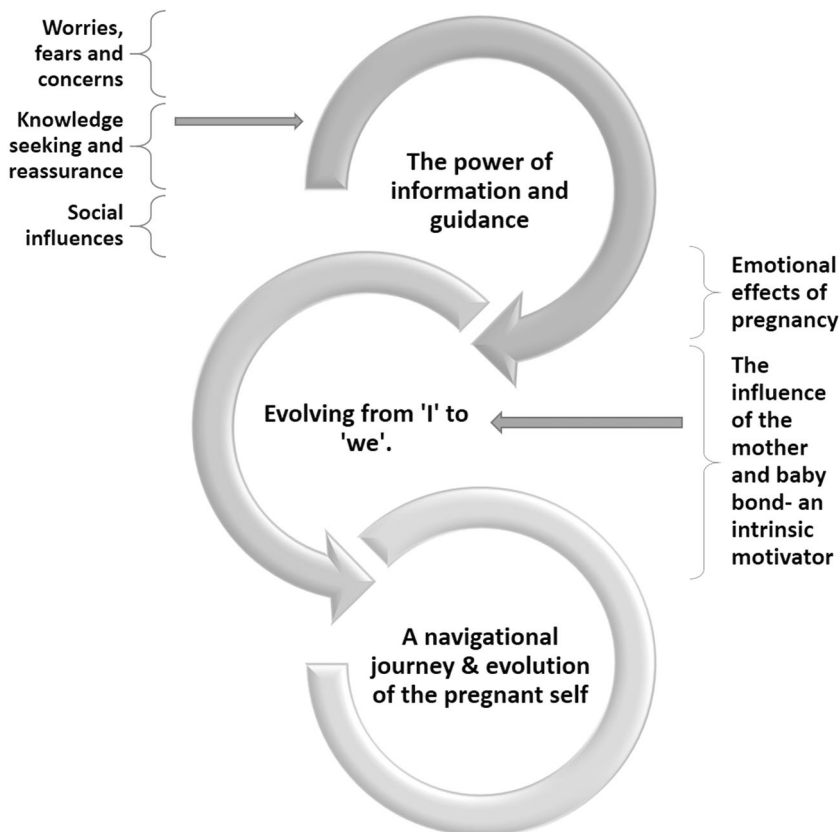 Worries,
fears and
concerns
Knowledge
seeking and
reassurance
Social
influences
The power of
information and
guidance
Emotional
effects of
pregnancy
The
influence
of the
mother
and baby
bond- an
intrinsic
motivator
Evolving from 'I' to
'we'.
A navigational
journey & evolution
of the pregnant self